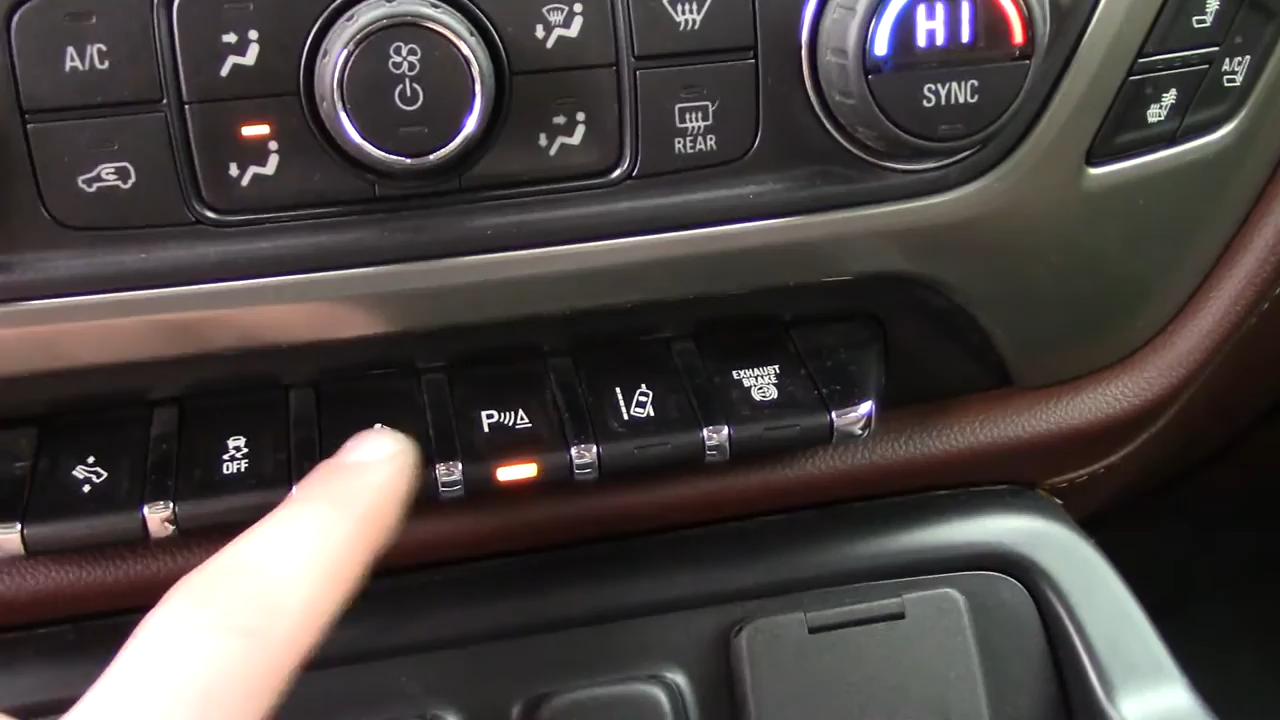 A/C
HI
SYNC
REAR
A/C
OFF
P
EXHAUST
BRAKE